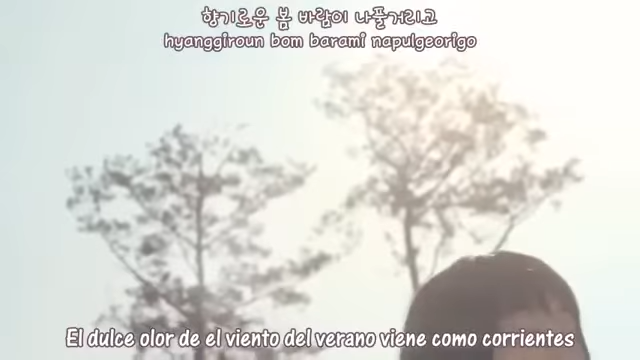 향기로운 봄 바람이 나풀거리고
hyanggiroun bom barami napulgeorigo
El dulce olor de el viento del verano viene como corrientes